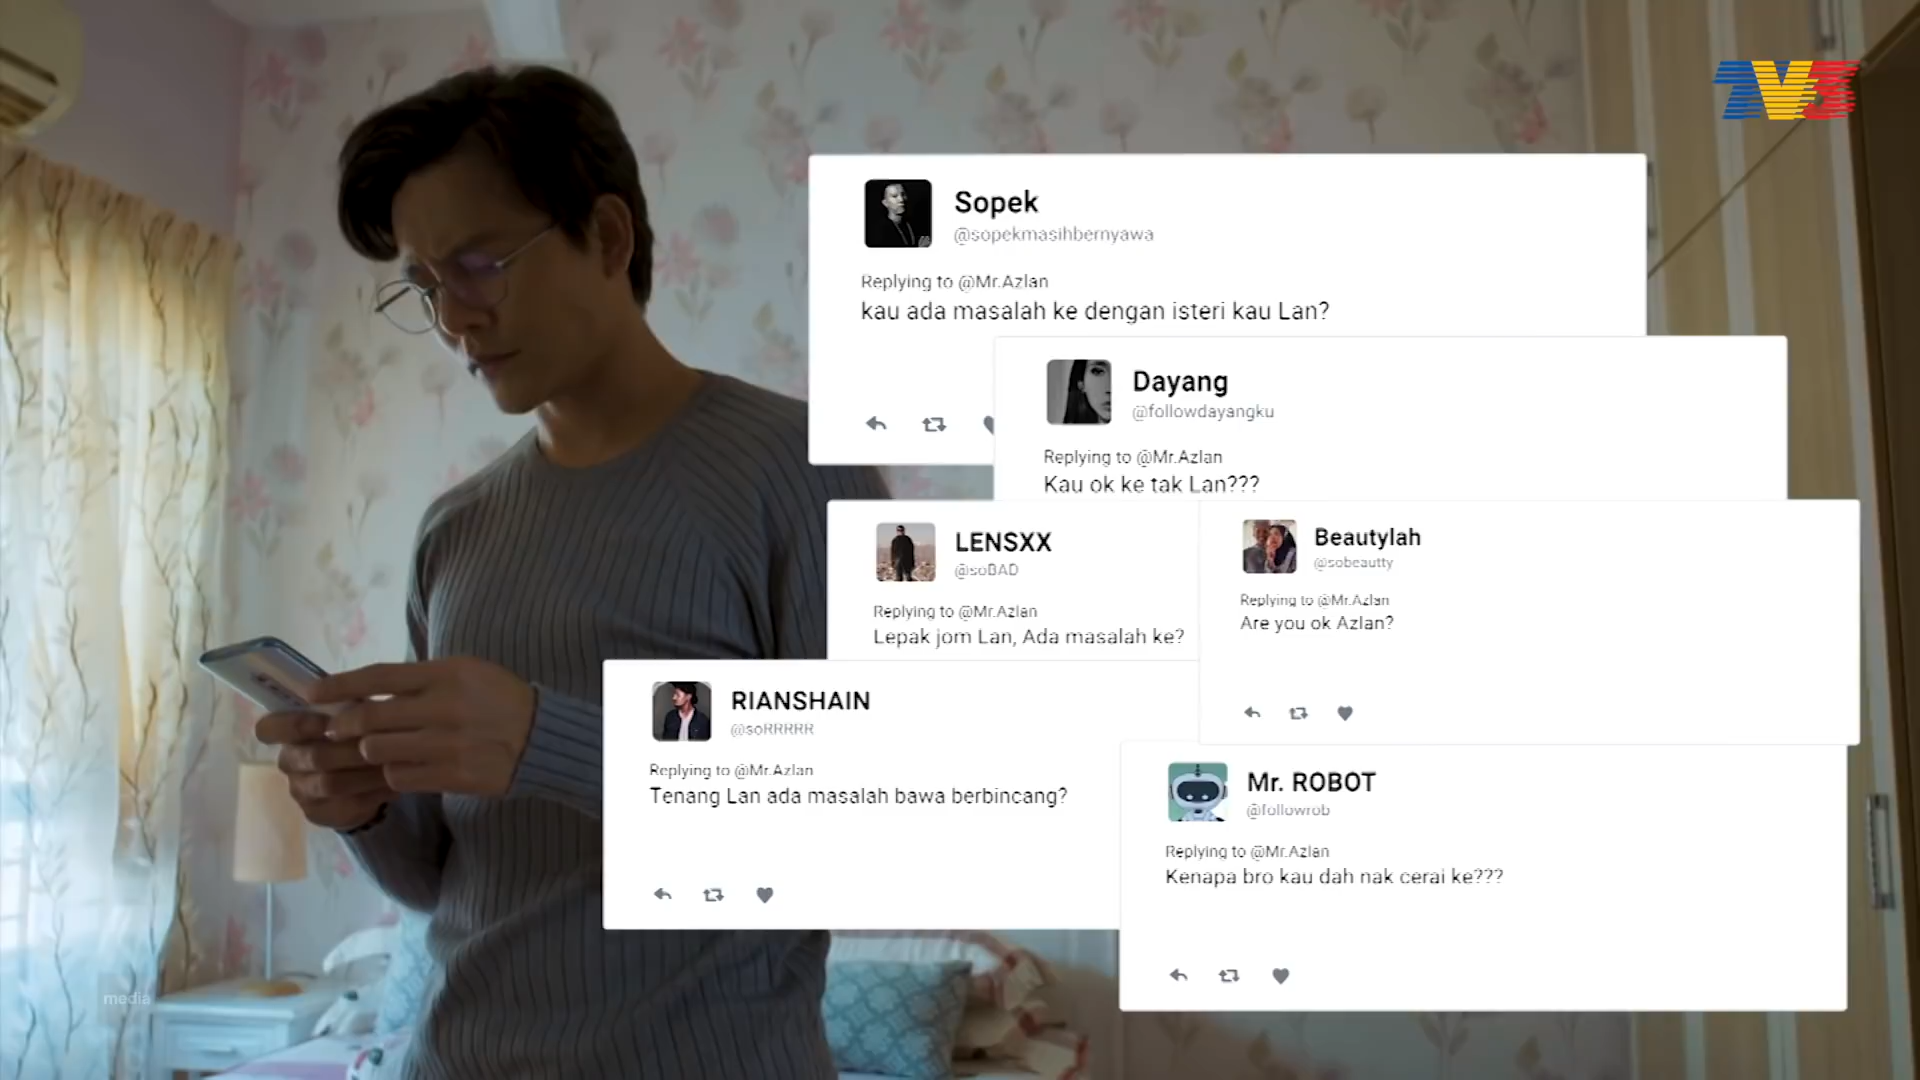 TV3
Sopek
@sopekmasihbernyawa
Replying to @Mr.Azlan
kau ada masalah ke dengan isteri kau Lan?
Dayang
@followdayangku
Replying to @Mr.Azlan
Kau ok ke tak Lan???
LENSXX
@soBAD
Replying to @Mr.Azlan
Lepak jom Lan, Ada masalah ke?
Beautylah
@sobeautty
Replying to @Mr.Azlan
Are you ok Azlan?
RIANSHAIN
@soRRRRR
Replying to @Mr.Azlan
Tenang Lan ada masalah bawa berbincang?
Mr. ROBOT
@followrob
Replying to @Mr.Azlan
Kenapa bro kau dah nak cerai ke???
media